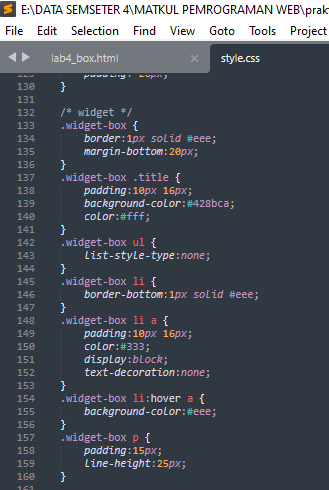 E:\DATA SEMSETER 4\MATKUL PEMROGRAMAN WEB\prak
File Edit Selection Find View Goto Tools Project
lab4_box.html × style.css
129 padding: 20px;
130 }
131
132 /* widget */
133 .widget-box {
134 border:1px solid #eee;
135 margin-bottom:20px;
136 }
137 .widget-box .title {
138 padding:10px 16px;
139 background-color:#428bca;
140 color:#fff;
141 }
142 .widget-box ul {
143 list-style-type:none;
144 }
145 .widget-box li {
146 border-bottom:1px solid #eee;
147 }
148 .widget-box li a {
149 padding:10px 16px;
150 color:#333;
151 display:block;
152 text-decoration:none;
153 }
154 .widget-box li:hover a {
155 background-color:#eee;
156 }
157 .widget-box p {
158 padding:15px;
159 line-height:25px;
160 }
161